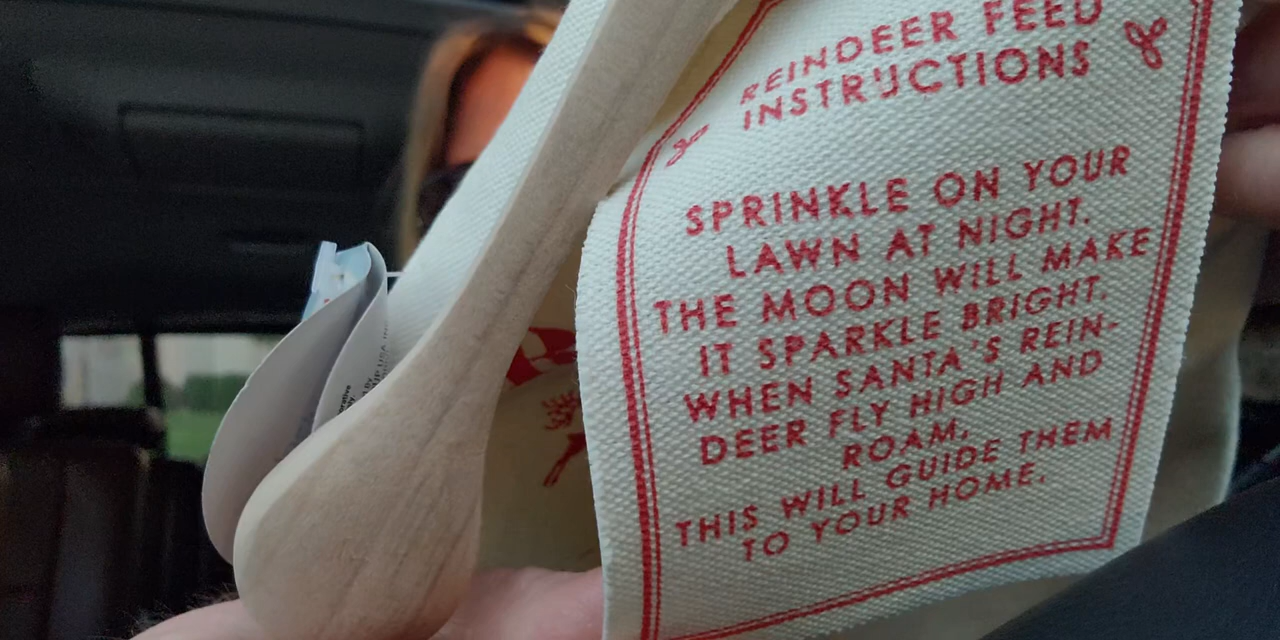 REINDEER FEED
INSTRUCTIONS
SPRINKLE ON YOUR
LAWN AT NIGHT.
THE MOON WILL MAKE
IT SPARKLE BRIGHT.
WHEN SANTA'S REIN-
DEER FLY HIGH AND
ROAM,
THIS WILL GUIDE THEM
TO YOUR HOME.